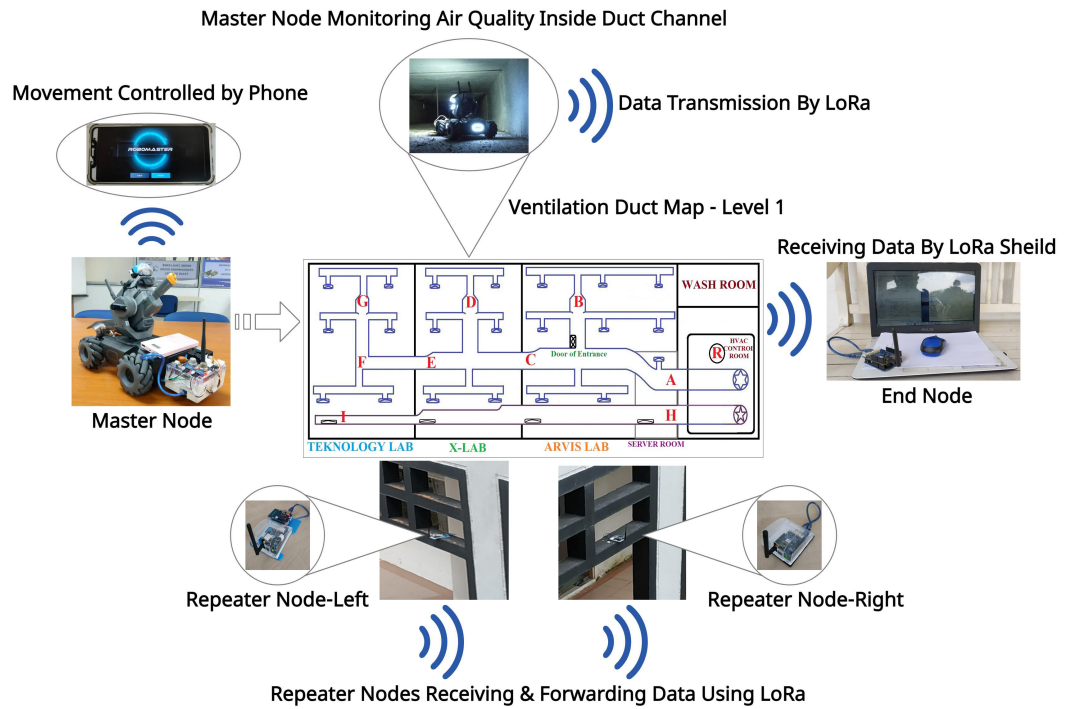 Master Node Monitoring Air Quality Inside Duct Channel
Movement Controlled by Phone
Data Transmission By LoRa
ROBOMASTER
Ventilation Duct Map - Level 1
Receiving Data By LoRa Sheild
G
D
B
WASH ROOM
Door of Entrance
R
HVAC
CONTROL
ROOM
F
E
C
A
I
H
Master Node
End Node
TEKNOLOGY LAB
X-LAB
ARVIS LAB
SERVER ROOM
Repeater Node-Left
Repeater Node-Right
Repeater Nodes Receiving & Forwarding Data Using LoRa